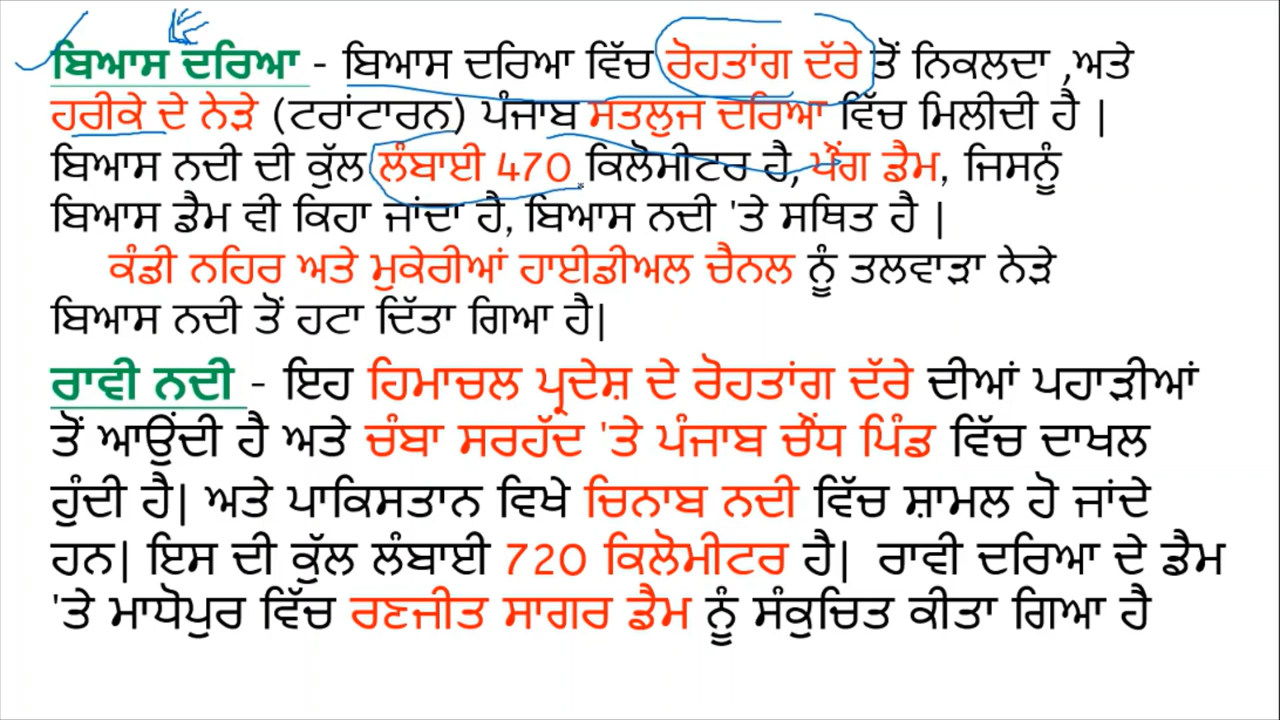 ਬਿਆਸ ਦਰਿਆ - ਬਿਆਸ ਦਰਿਆ ਵਿੱਚ ਰੋਹਤਾਂਗ ਦੱਰੇ ਤੋਂ ਨਿਕਲਦਾ ,ਅਤੇ
ਹਰੀਕੇ ਦੇ ਨੇੜੇ (ਟਰਾਂਟਾਰਨ) ਪੰਜਾਬ ਸਤਲੁਜ ਦਰਿਆ ਵਿੱਚ ਮਿਲੀਦੀ ਹੈ |
ਬਿਆਸ ਨਦੀ ਦੀ ਕੁੱਲ ਲੰਬਾਈ 470 ਕਿਲੋਮੀਟਰ ਹੈ, ਪੌਂਗ ਡੈਮ, ਜਿਸਨੂੰ
ਬਿਆਸ ਡੈਮ ਵੀ ਕਿਹਾ ਜਾਂਦਾ ਹੈ, ਬਿਆਸ ਨਦੀ 'ਤੇ ਸਥਿਤ ਹੈ |
ਕੰਡੀ ਨਹਿਰ ਅਤੇ ਮੁਕੇਰੀਆਂ ਹਾਈਡੀਅਲ ਚੈਨਲ ਨੂੰ ਤਲਵਾੜਾ ਨੇੜੇ
ਬਿਆਸ ਨਦੀ ਤੋਂ ਹਟਾ ਦਿੱਤਾ ਗਿਆ ਹੈ|
ਰਾਵੀ ਨਦੀ - ਇਹ ਹਿਮਾਚਲ ਪ੍ਰਦੇਸ਼ ਦੇ ਰੋਹਤਾਂਗ ਦੱਰੇ ਦੀਆਂ ਪਹਾੜੀਆਂ
ਤੋਂ ਆਉਂਦੀ ਹੈ ਅਤੇ ਚੰਬਾ ਸਰਹੱਦ 'ਤੇ ਪੰਜਾਬ ਚੌਂਧ ਪਿੰਡ ਵਿੱਚ ਦਾਖਲ
ਹੁੰਦੀ ਹੈ| ਅਤੇ ਪਾਕਿਸਤਾਨ ਵਿਖੇ ਚਿਨਾਬ ਨਦੀ ਵਿੱਚ ਸ਼ਾਮਲ ਹੋ ਜਾਂਦੇ
ਹਨ| ਇਸ ਦੀ ਕੁੱਲ ਲੰਬਾਈ 720 ਕਿਲੋਮੀਟਰ ਹੈ| ਰਾਵੀ ਦਰਿਆ ਦੇ ਡੈਮ
'ਤੇ ਮਾਧੋਪੁਰ ਵਿੱਚ ਰਣਜੀਤ ਸਾਗਰ ਡੈਮ ਨੂੰ ਸੰਕੁਚਿਤ ਕੀਤਾ ਗਿਆ ਹੈ